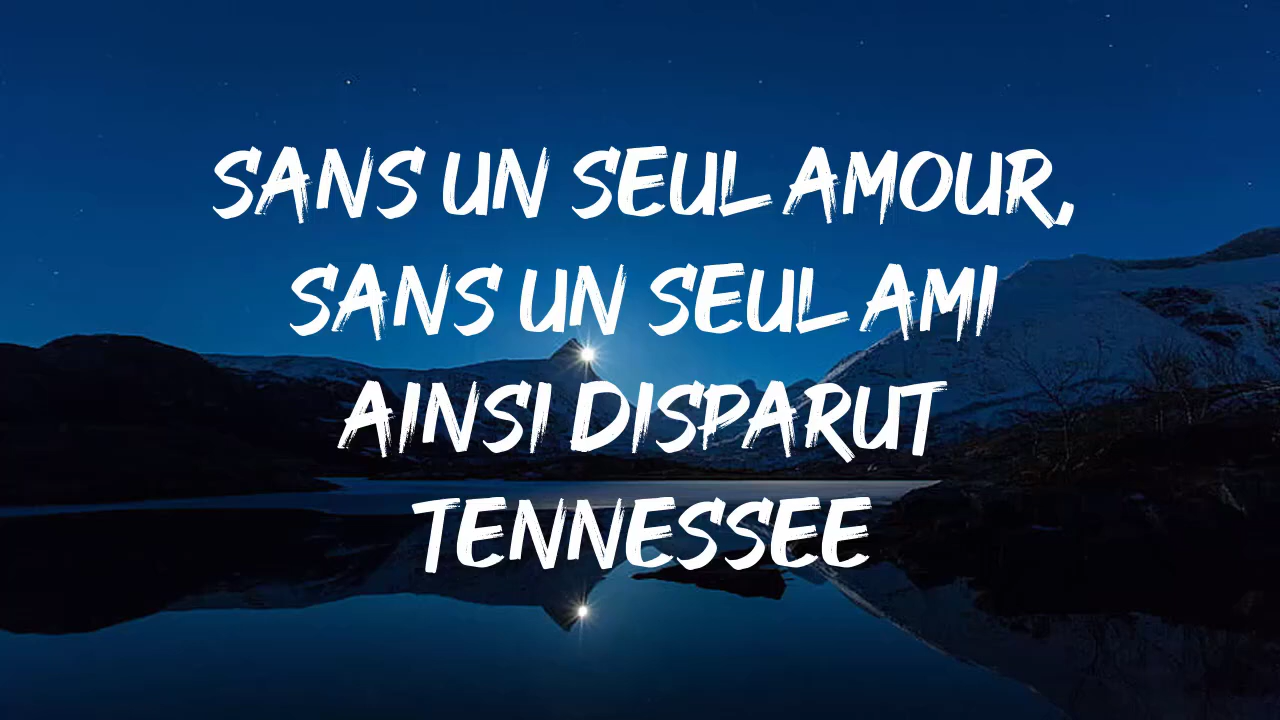 SANS UN SEUL AMOUR,
SANS UN SEUL AMI
AINSI DISPARUT
TENNESSEE